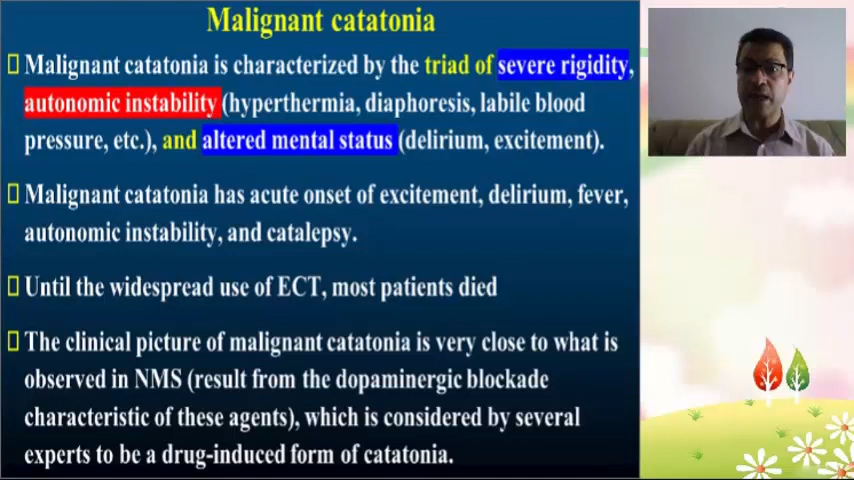 Malignant catatonia
Malignant catatonia is characterized by the triad of severe rigidity,
autonomic instability (hyperthermia, diaphoresis, labile blood
pressure, etc.), and altered mental status (delirium, excitement).
Malignant catatonia has acute onset of excitement, delirium, fever,
autonomic instability, and catalepsy.
Until the widespread use of ECT, most patients died
The clinical picture of malignant catatonia is very close to what is
observed in NMS (result from the dopaminergic blockade
characteristic of these agents), which is considered by several
experts to be a drug-induced form of catatonia.